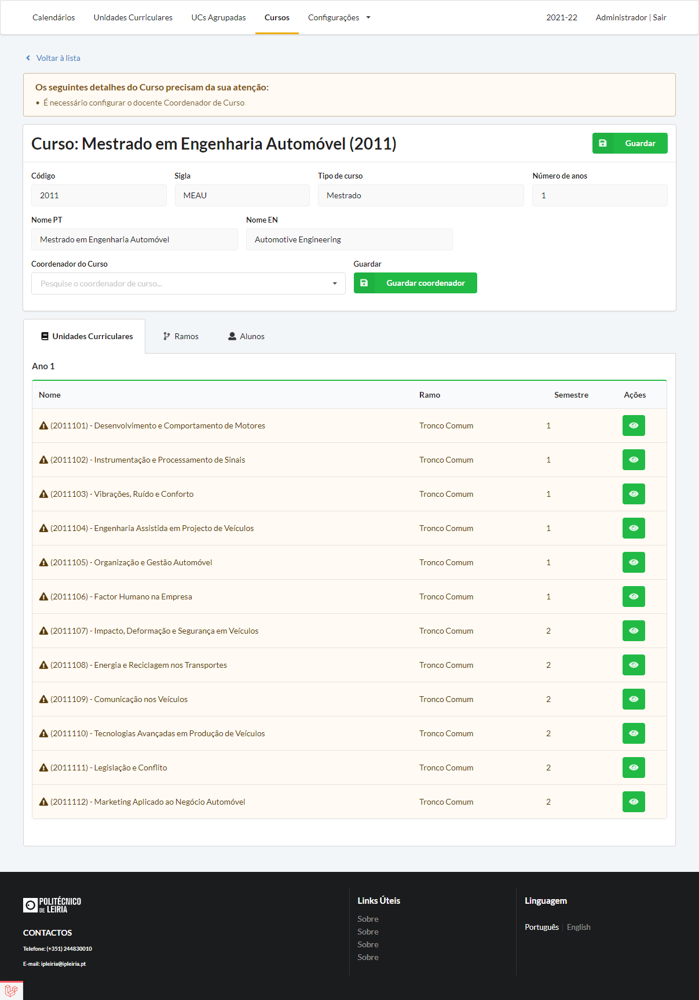 Calendários Unidades Curriculares UCs Agrupadas Cursos Configurações 2021-22 Administrador | Sair
Voltar à lista
Os seguintes detalhes do Curso precisam da sua atenção:
• É necessário configurar o docente Coordenador de Curso
Curso: Mestrado em Engenharia Automóvel (2011) Guardar
Código Sigla Tipo de curso Número de anos
2011 MEAU Mestrado 1
Nome PT Nome EN
Mestrado em Engenharia Automóvel Automotive Engineering
Coordenador do Curso Guardar
Pesquise o coordenador de curso... Guardar coordenador
Unidades Curriculares Ramos Alunos
Ano 1
Nome Ramo Semestre Ações
(2011101) - Desenvolvimento e Comportamento de Motores Tronco Comum 1
(2011102) - Instrumentação e Processamento de Sinais Tronco Comum 1
(2011103) - Vibrações, Ruído e Conforto Tronco Comum 1
(2011104) - Engenharia Assistida em Projecto de Veículos Tronco Comum 1
(2011105) - Organização e Gestão Automóvel Tronco Comum 1
(2011106) - Factor Humano na Empresa Tronco Comum 1
(2011107) - Impacto, Deformação e Segurança em Veículos Tronco Comum 2
(2011108) - Energia e Reciclagem nos Transportes Tronco Comum 2
(2011109) - Comunicação nos Veículos Tronco Comum 2
(2011110) - Tecnologias Avançadas em Produção de Veículos Tronco Comum 2
(2011111) - Legislação e Conflito Tronco Comum 2
(2011112) - Marketing Aplicado ao Negócio Automóvel Tronco Comum 2
POLITÉCNICO
DE LEIRIA
CONTACTOS
Telefone: (+351) 244830010
E-mail: ipleiria@ipleiria.pt
Links Úteis
Sobre
Sobre
Sobre
Sobre
Linguagem
Português | English